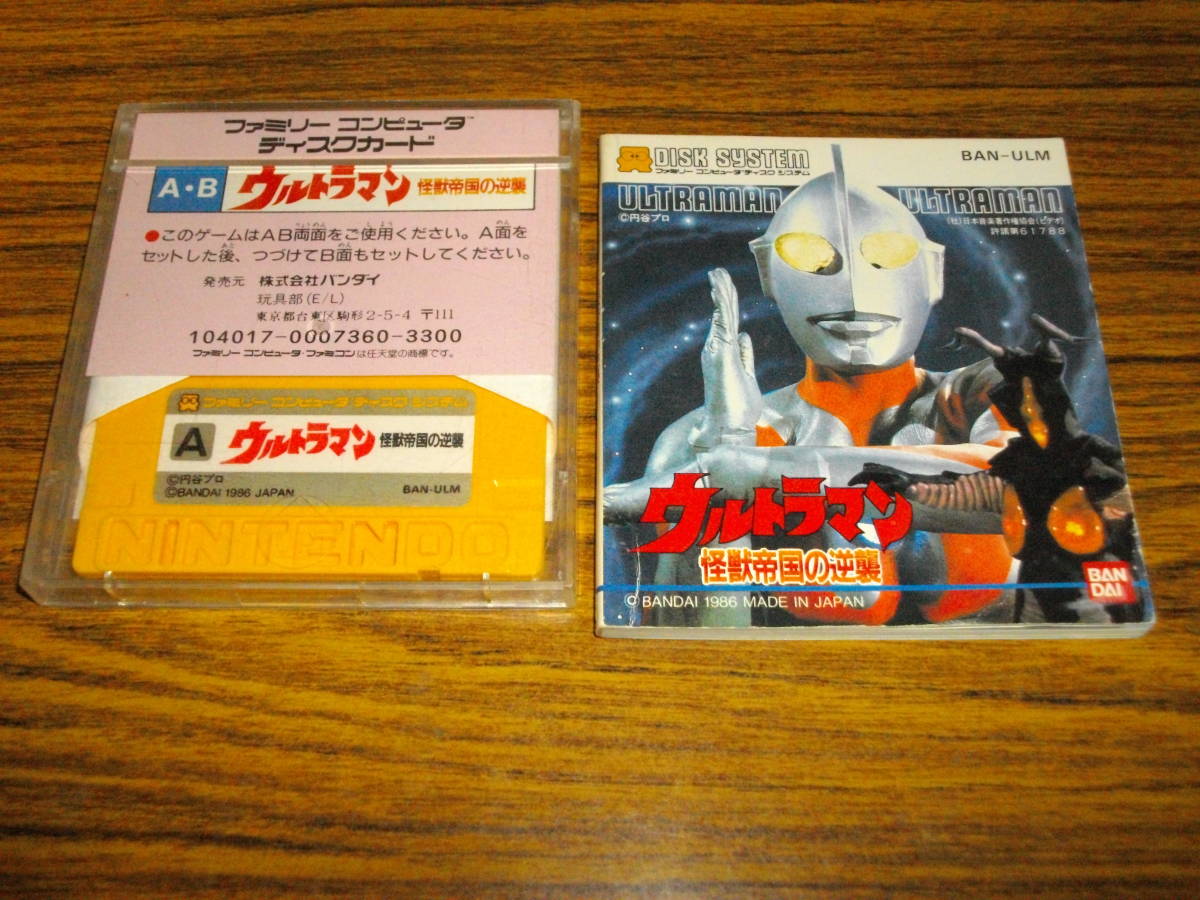 ファミリー コンピュータ™
ディスクカード
A・B ウルトラマン 怪獣帝国の逆襲
●このゲームはAB両面をご使用ください。A面を
セットした後、つづけてB面もセットしてください。
発売元 株式会社バンダイ
玩具部(E/L)
東京都台東区駒形2-5-4 〒111
104017-0007360-3300
ファミリー コンピュータ・ファミコンは任天堂の商標です。
ファミリー コンピュータ ディスク システム
A ウルトラマン 怪獣帝国の逆襲
©円谷プロ
©BANDAI 1986 JAPAN BAN-ULM
NINTENDO
DISK SYSTEM BAN-ULM
ファミリー コンピュータ ディスク システム
ULTRAMAN ULTRAMAN
©円谷プロ
(社)日本音楽著作権協会(ビデオ)
許諾第61788
ウルトラマン
怪獣帝国の逆襲
BAN
DAI
© BANDAI 1986 MADE IN JAPAN